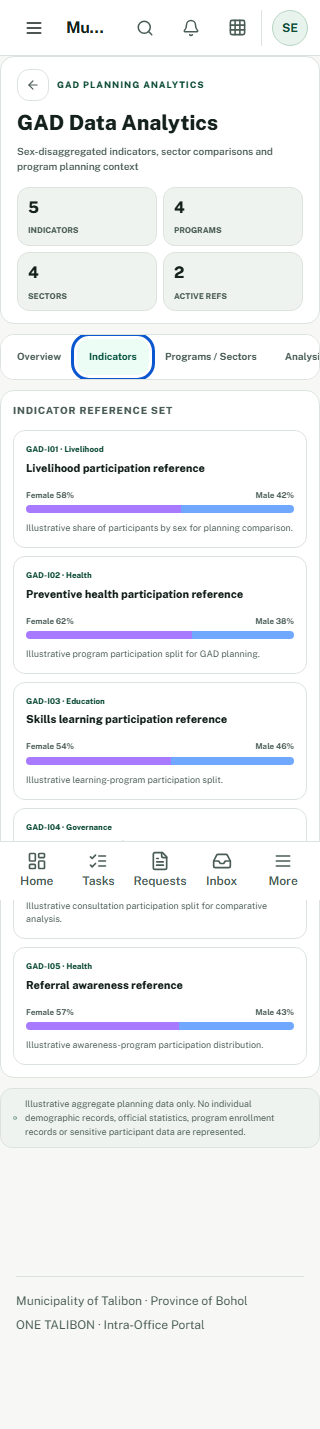 Mu...
SE
GAD PLANNING ANALYTICS
GAD Data Analytics
Sex-disaggregated indicators, sector comparisons and
program planning context
5
INDICATORS
4
PROGRAMS
4
SECTORS
2
ACTIVE REFS
Overview
Indicators
Programs / Sectors
Analysi
INDICATOR REFERENCE SET
GAD-I01 · Livelihood
Livelihood participation reference
Female 58%
Male 42%
Illustrative share of participants by sex for planning comparison.
GAD-I02 · Health
Preventive health participation reference
Female 62%
Male 38%
Illustrative program participation split for GAD planning.
GAD-I03 · Education
Skills learning participation reference
Female 54%
Male 46%
Illustrative learning-program participation split.
GAD-I04 · Governance
Home
Tasks
Requests
Inbox
More
Illustrative consultation participation split for comparative
analysis.
GAD-I05 · Health
Referral awareness reference
Female 57%
Male 43%
Illustrative awareness-program participation distribution.
Illustrative aggregate planning data only. No individual
demographic records, official statistics, program enrollment
records or sensitive participant data are represented.
Municipality of Talibon · Province of Bohol
ONE TALIBON · Intra-Office Portal